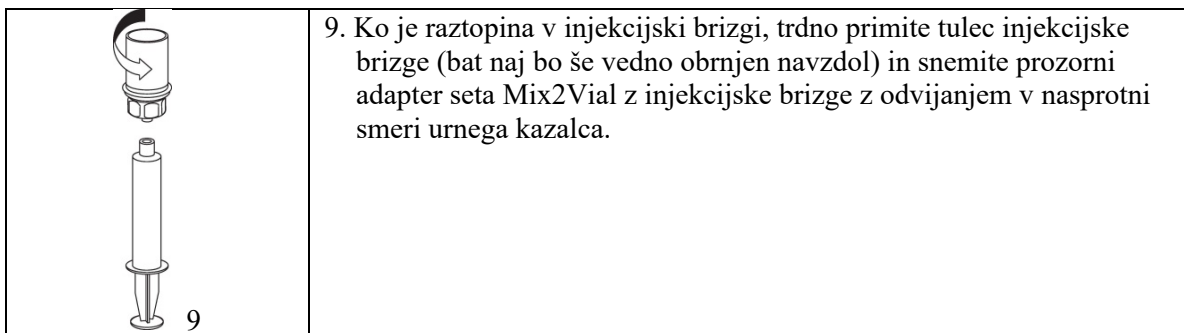 9
9. Ko je raztopina v injekcijski brizgi, trdno primite tulec injekcijske
brizge (bat naj bo še vedno obrnjen navzdol) in snemite prozorni
adapter seta Mix2Vial z injekcijske brizge z odvijanjem v nasprotni
smeri urnega kazalca.